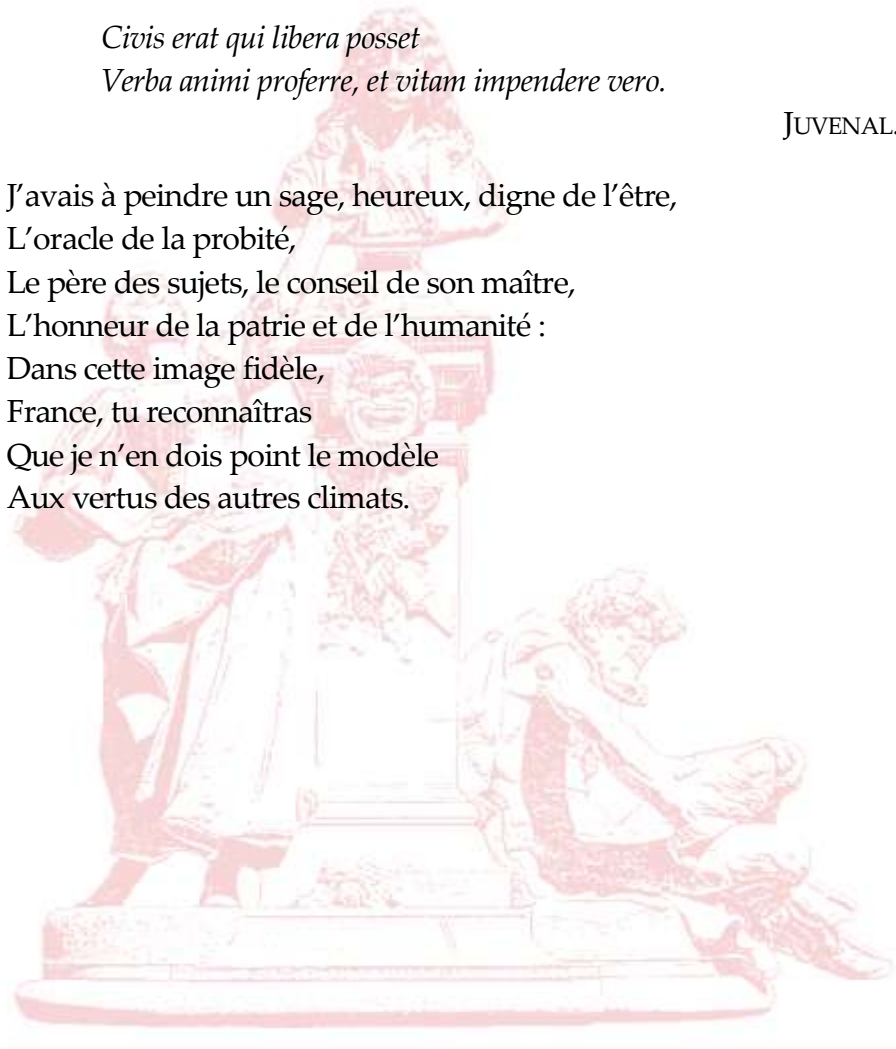 Civis erat qui libera posset
Verba animi proferre, et vitam impendere vero.
JUVENAL.
J’avais à peindre un sage, heureux, digne de l’être,
L’oracle de la probité,
Le père des sujets, le conseil de son maître,
L’honneur de la patrie et de l’humanité :
Dans cette image fidèle,
France, tu reconnaîtras
Que je n’en dois point le modèle
Aux vertus des autres climats.